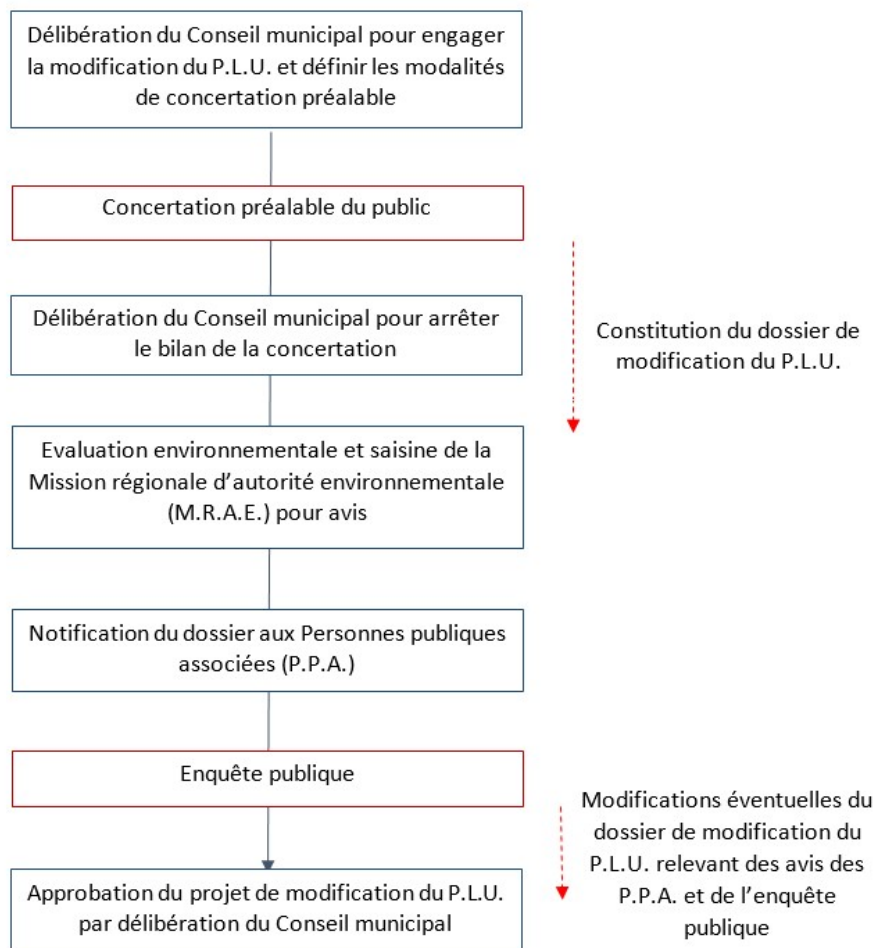 Délibération du Conseil municipal pour engager
la modification du P.L.U. et définir les modalités
de concertation préalable
Concertation préalable du public
Délibération du Conseil municipal pour arrêter
le bilan de la concertation
Constitution du dossier de
modification du P.L.U.
Evaluation environnementale et saisine de la
Mission régionale d’autorité environnementale
(M.R.A.E.) pour avis
Notification du dossier aux Personnes publiques
associées (P.P.A.)
Enquête publique
Modifications éventuelles du
dossier de modification du
P.L.U. relevant des avis des
P.P.A. et de l’enquête
publique
Approbation du projet de modification du P.L.U.
par délibération du Conseil municipal